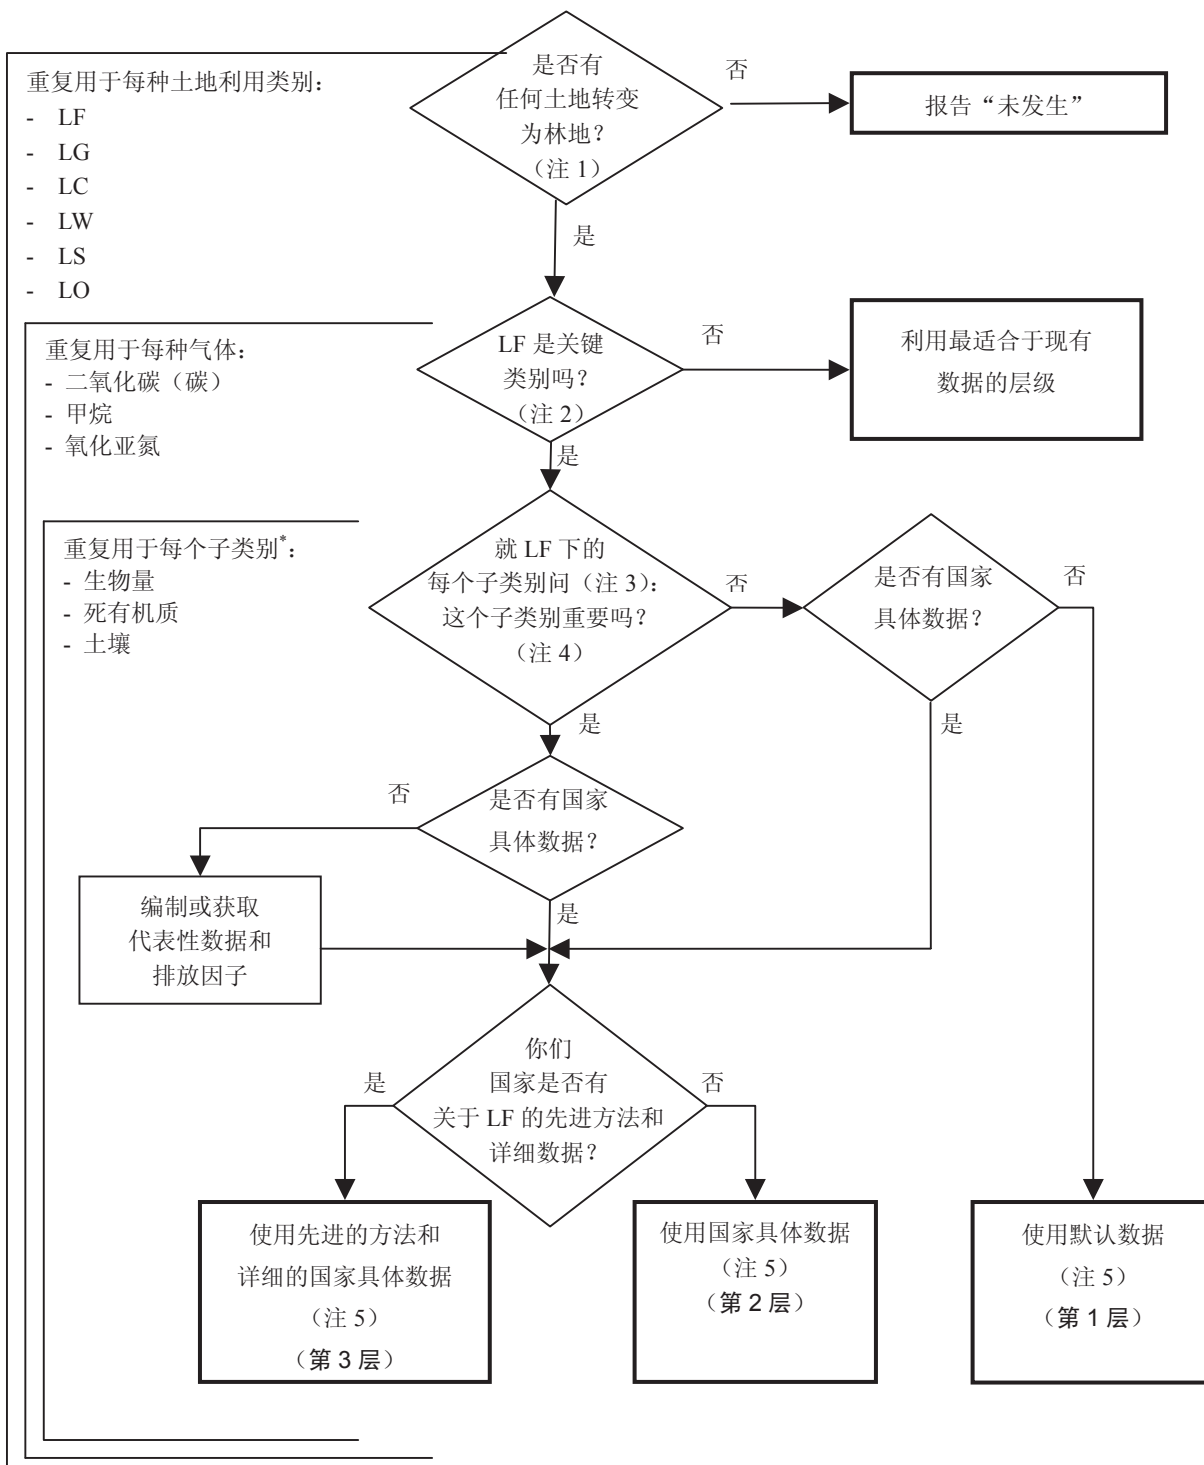 是否有
任何土地转变
为林地？
（注 1）
否
报告“未发生”
重复用于每种土地利用类别：
- LF
- LG
- LC
- LW
- LS
- LO
是
LF 是关键
类别吗？
（注 2）
否
利用最适合于现有
数据的层级
重复用于每种气体：
- 二氧化碳（碳）
- 甲烷
- 氧化亚氮
是
重复用于每个子类别*：
- 生物量
- 死有机质
- 土壤
就 LF 下的
每个子类别问（注 3）：
这个子类别重要吗？
（注 4）
否
是否有国家
具体数据？
否
是
是
否
是否有国家
具体数据？
编制或获取
代表性数据和
排放因子
是
你们
国家是否有
关于 LF 的先进方法和
详细数据？
是
否
使用先进的方法和
详细的国家具体数据
（注 5）
（第 3 层）
使用国家具体数据
（注 5）
（第 2 层）
使用默认数据
（注 5）
（第 1 层）